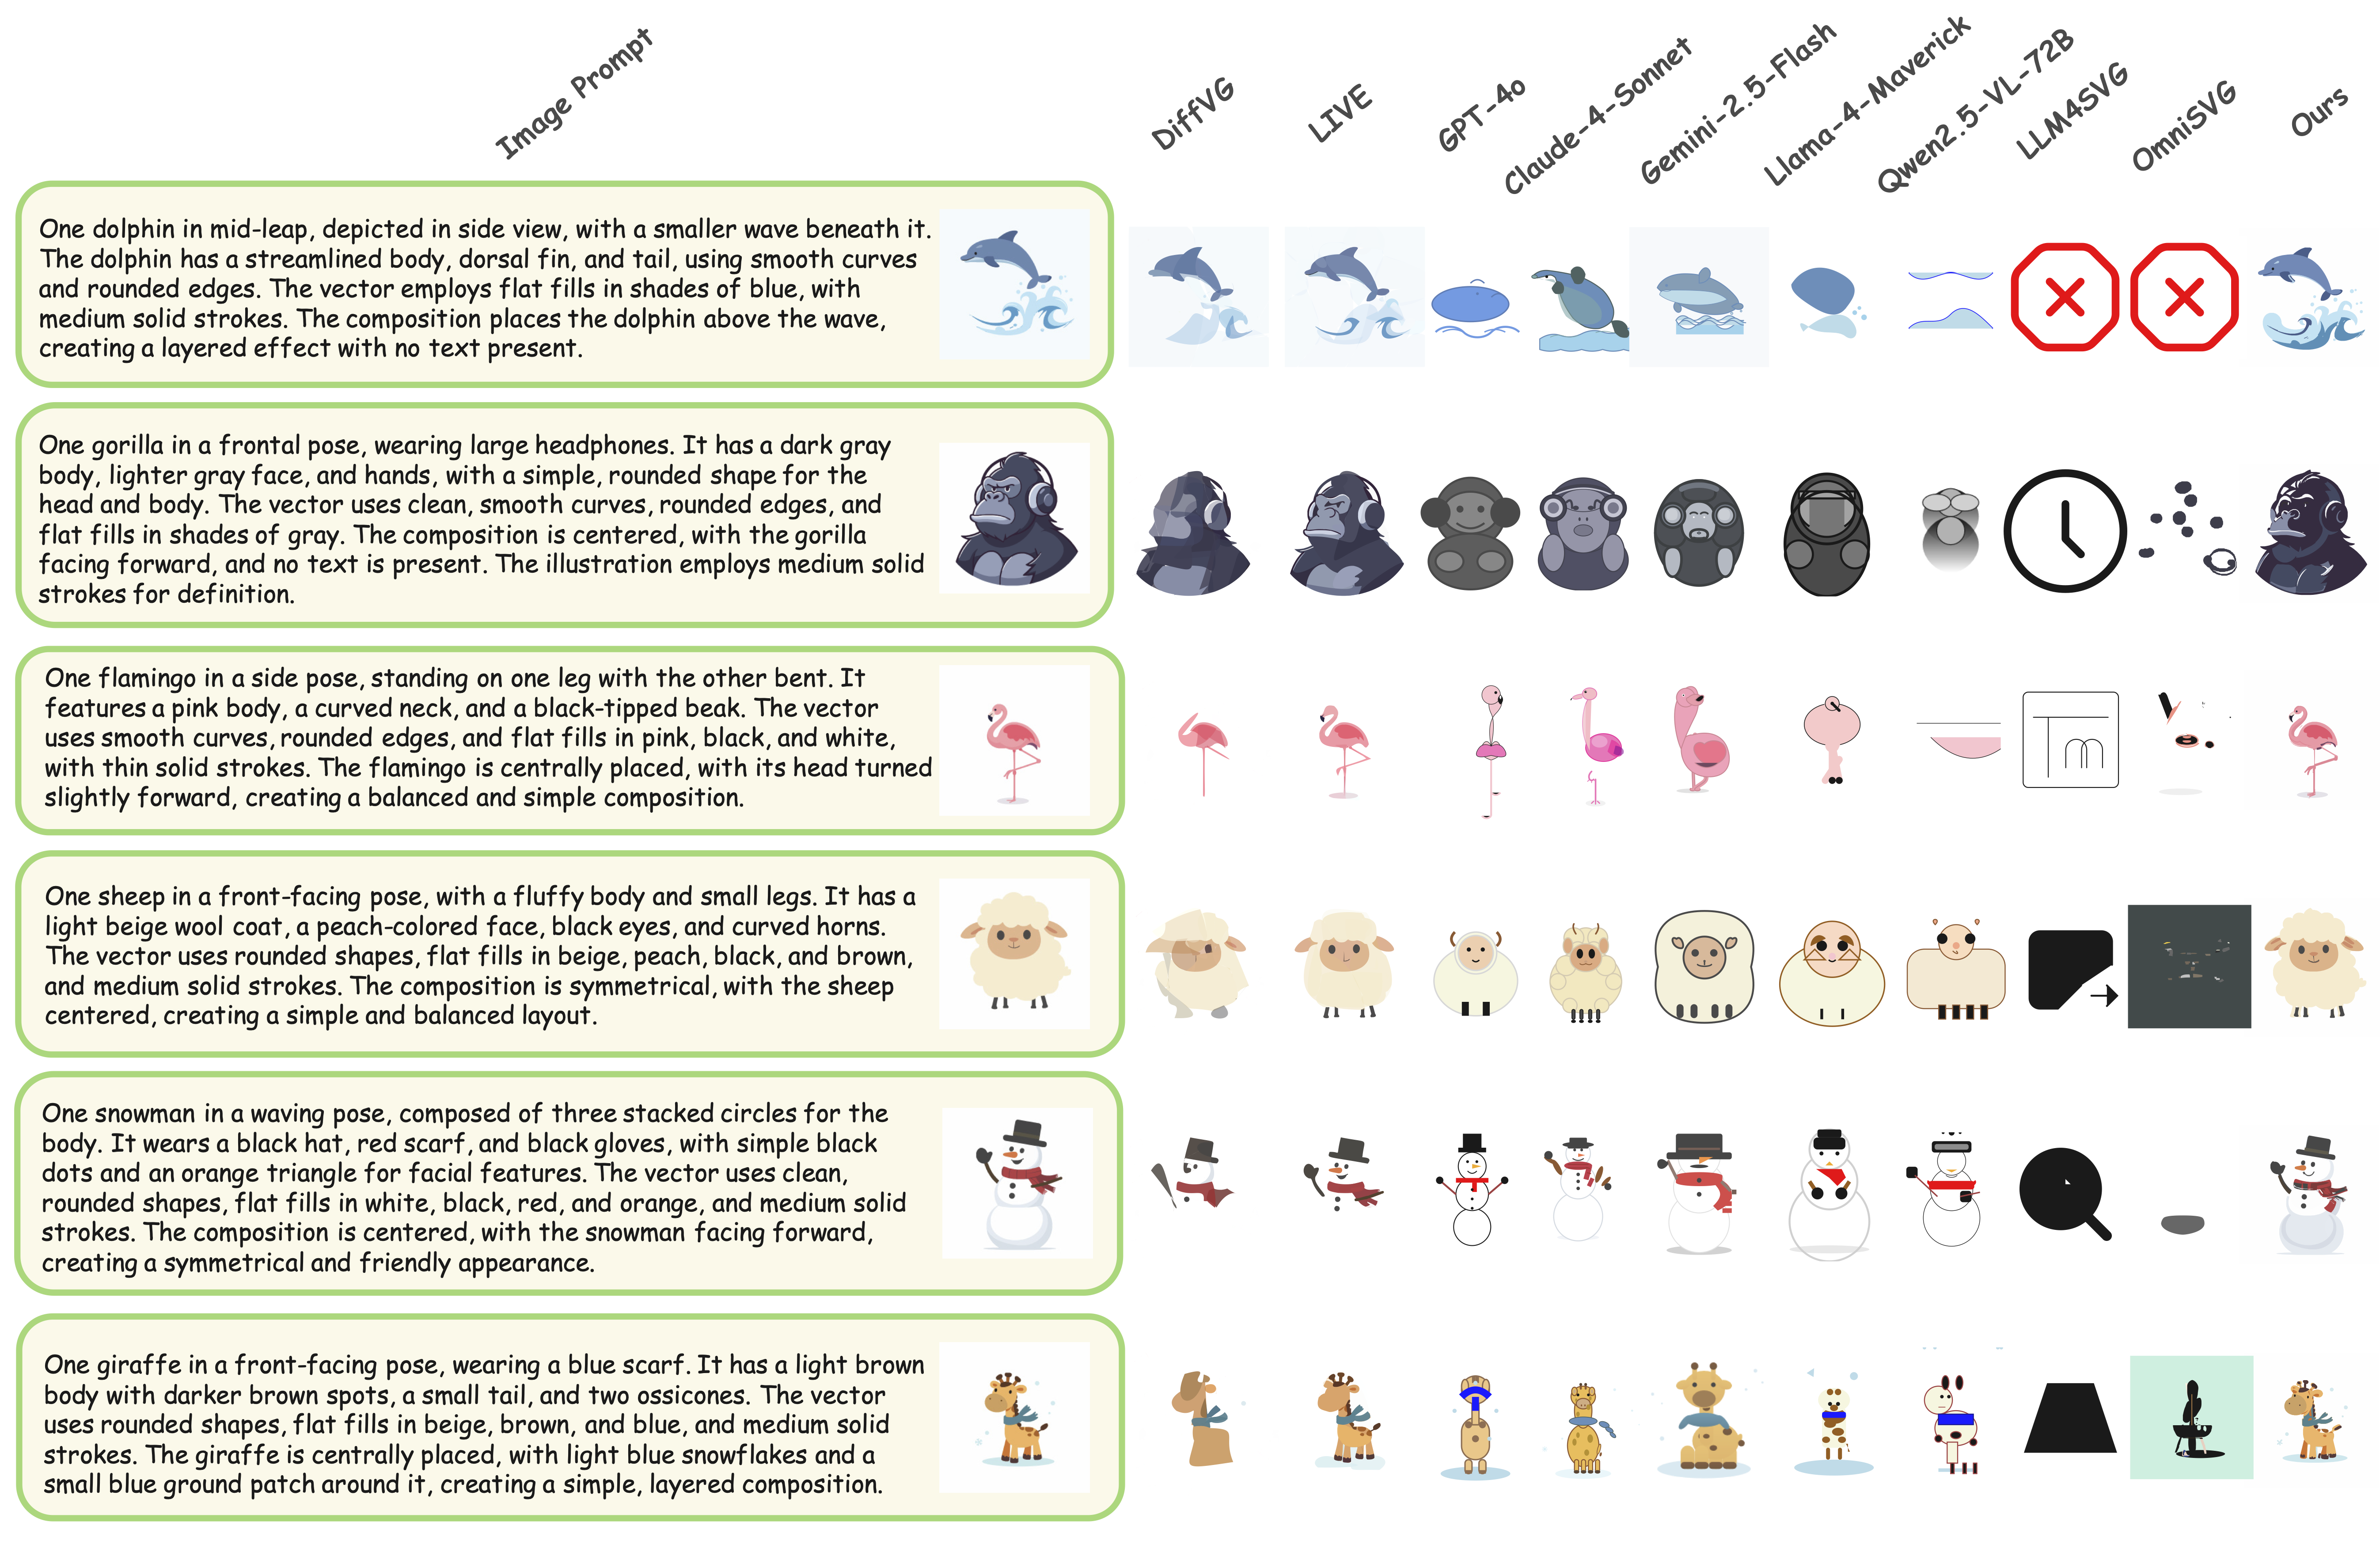 Image Prompt
DiffVG
LIVE
GPT-4o
Claude-4-Sonnet
Gemini-2.5-Flash
Llama-4-Maverick
Qwen2.5-VL-72B
LLM4SVG
OmniSVG
Ours
One dolphin in mid-leap, depicted in side view, with a smaller wave beneath it.
The dolphin has a streamlined body, dorsal fin, and tail, using smooth curves
and rounded edges. The vector employs flat fills in shades of blue, with
medium solid strokes. The composition places the dolphin above the wave,
creating a layered effect with no text present.
One gorilla in a frontal pose, wearing large headphones. It has a dark gray
body, lighter gray face, and hands, with a simple, rounded shape for the
head and body. The vector uses clean, smooth curves, rounded edges, and
flat fills in shades of gray. The composition is centered, with the gorilla
facing forward, and no text is present. The illustration employs medium solid
strokes for definition.
One flamingo in a side pose, standing on one leg with the other bent. It
features a pink body, a curved neck, and a black-tipped beak. The vector
uses smooth curves, rounded edges, and flat fills in pink, black, and white,
with thin solid strokes. The flamingo is centrally placed, with its head turned
slightly forward, creating a balanced and simple composition.
Tm
One sheep in a front-facing pose, with a fluffy body and small legs. It has a
light beige wool coat, a peach-colored face, black eyes, and curved horns.
The vector uses rounded shapes, flat fills in beige, peach, black, and brown,
and medium solid strokes. The composition is symmetrical, with the sheep
centered, creating a simple and balanced layout.
One snowman in a waving pose, composed of three stacked circles for the
body. It wears a black hat, red scarf, and black gloves, with simple black
dots and an orange triangle for facial features. The vector uses clean,
rounded shapes, flat fills in white, black, red, and orange, and medium solid
strokes. The composition is centered, with the snowman facing forward,
creating a symmetrical and friendly appearance.
One giraffe in a front-facing pose, wearing a blue scarf. It has a light brown
body with darker brown spots, a small tail, and two ossicones. The vector
uses rounded shapes, flat fills in beige, brown, and blue, and medium solid
strokes. The giraffe is centrally placed, with light blue snowflakes and a
small blue ground patch around it, creating a simple, layered composition.